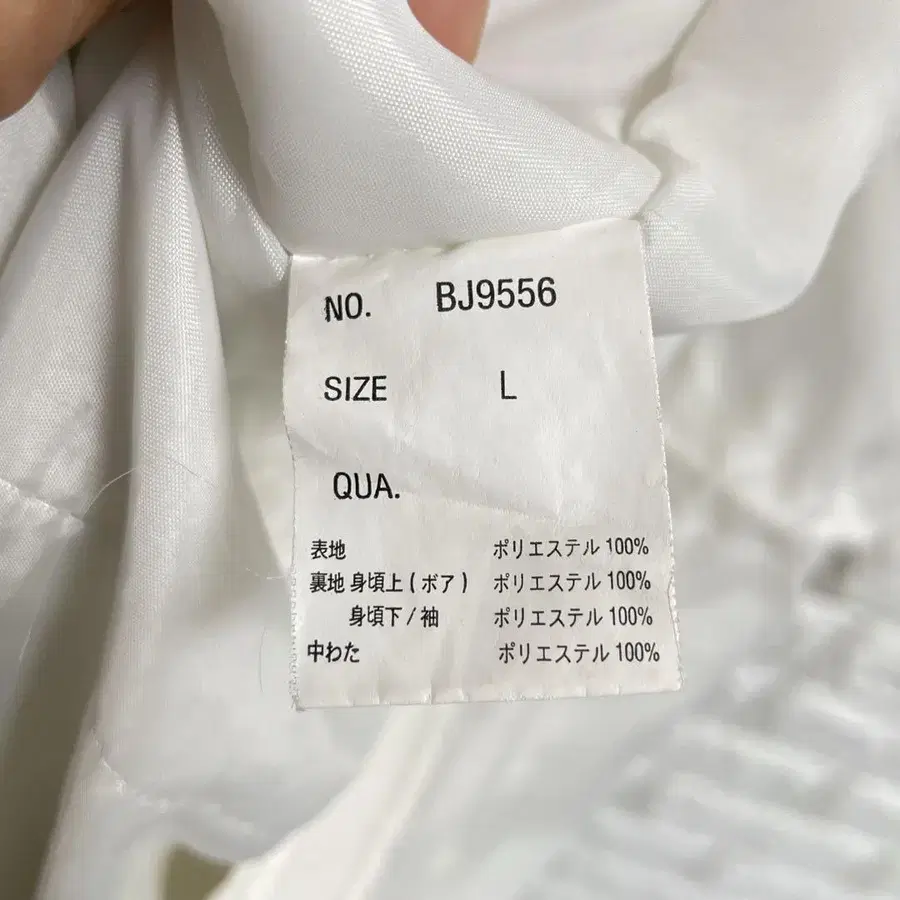 NO. BJ9556
SIZE L
QUA.
表地 ポリエステル 100%
裏地 身頃上 ( ボア ) ポリエステル 100%
身頃下 / 袖 ポリエステル 100%
中わた ポリエステル 100%